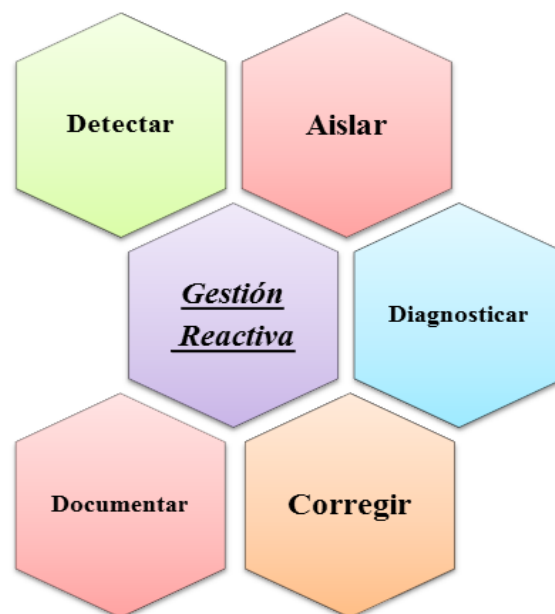 Detectar
Aislar
Gestión
Reactiva
Diagnosticar
Documentar
Corregir